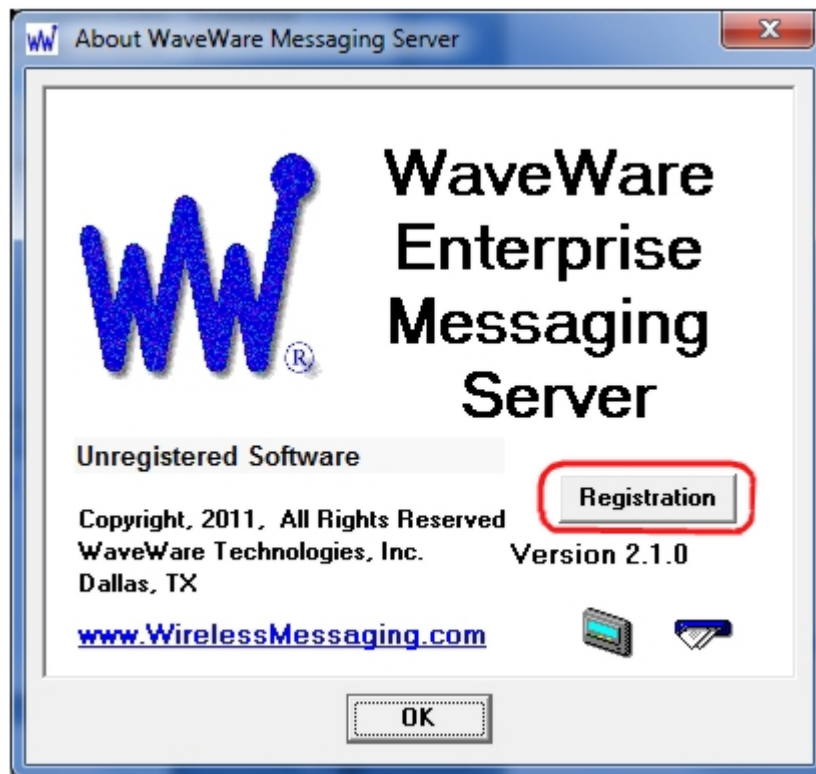 About WaveWare Messaging Server
WaveWare
Enterprise
Messaging
Server
WW®
Unregistered Software
Registration
Copyright, 2011, All Rights Reserved
WaveWare Technologies, Inc.
Version 2.1.0
Dallas, TX
www.WirelessMessaging.com
OK